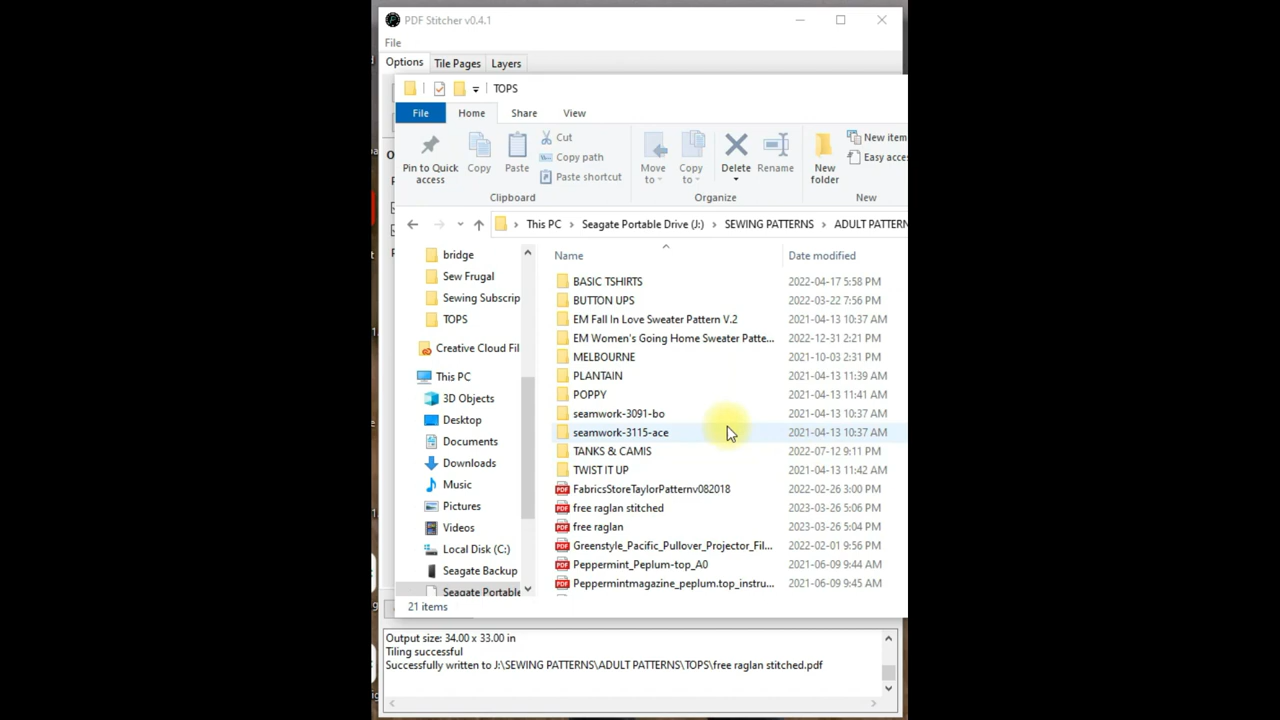 PDF Stitcher v0.4.1
File
Options Tile Pages Layers
TOPS
File Home Share View
Pin to Quick access
Copy
Paste
Cut
Copy path
Paste shortcut
Clipboard
Move to
Copy to
Delete
Rename
Organize
New folder
New item
Easy acce
New
This PC > Seagate Portable Drive (J:) > SEWING PATTERNS > ADULT PATTERN
Name Date modified
bridge
Sew Frugal
Sewing Subscrip
TOPS
Creative Cloud Fil
This PC
3D Objects
Desktop
Documents
Downloads
Music
Pictures
Videos
Local Disk (C:)
Seagate Backup
Seagate Portable
BASIC TSHIRTS 2022-04-17 5:58 PM
BUTTON UPS 2022-03-22 7:56 PM
EM Fall In Love Sweater Pattern V.2 2021-04-13 10:37 AM
EM Women's Going Home Sweater Patte... 2022-12-31 2:21 PM
MELBOURNE 2021-10-03 2:31 PM
PLANTAIN 2021-04-13 11:39 AM
POPPY 2021-04-13 11:41 AM
seamwork-3091-bo 2021-04-13 10:37 AM
seamwork-3115-ace 2021-04-13 10:37 AM
TANKS & CAMIS 2022-07-12 9:11 PM
TWIST IT UP 2021-04-13 11:42 AM
PDF FabricsStoreTaylorPatternv082018 2022-02-26 3:00 PM
PDF free raglan stitched 2023-03-26 5:06 PM
PDF free raglan 2023-03-26 5:04 PM
PDF Greenstyle_Pacific_Pullover_Projector_Fil... 2022-02-01 9:56 PM
PDF Peppermint_Peplum-top_A0 2021-06-09 9:44 AM
PDF Peppermintmagazine_peplum.top_instru... 2021-06-09 9:45 AM
21 items
Output size: 34.00 x 33.00 in
Tiling successful
Successfully written to J:\SEWING PATTERNS\ADULT PATTERNS\TOPS\free raglan stitched.pdf